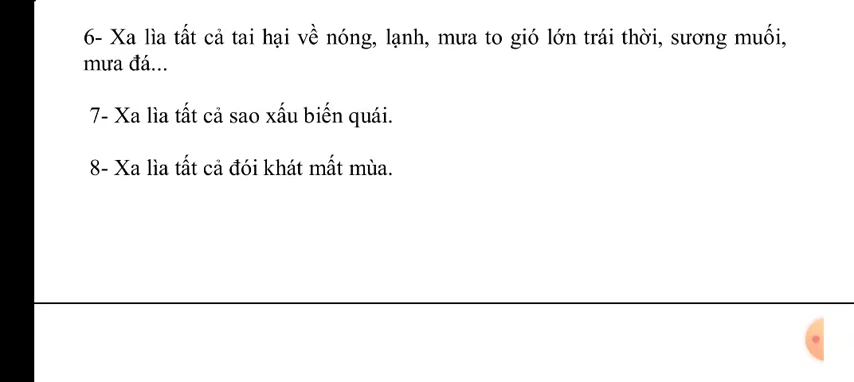 6- Xa lìa tất cả tai hại về nóng, lạnh, mưa to gió lớn trái thời, sương muối,
mưa đá...
7- Xa lìa tất cả sao xấu biến quái.
8- Xa lìa tất cả đói khát mất mùa.